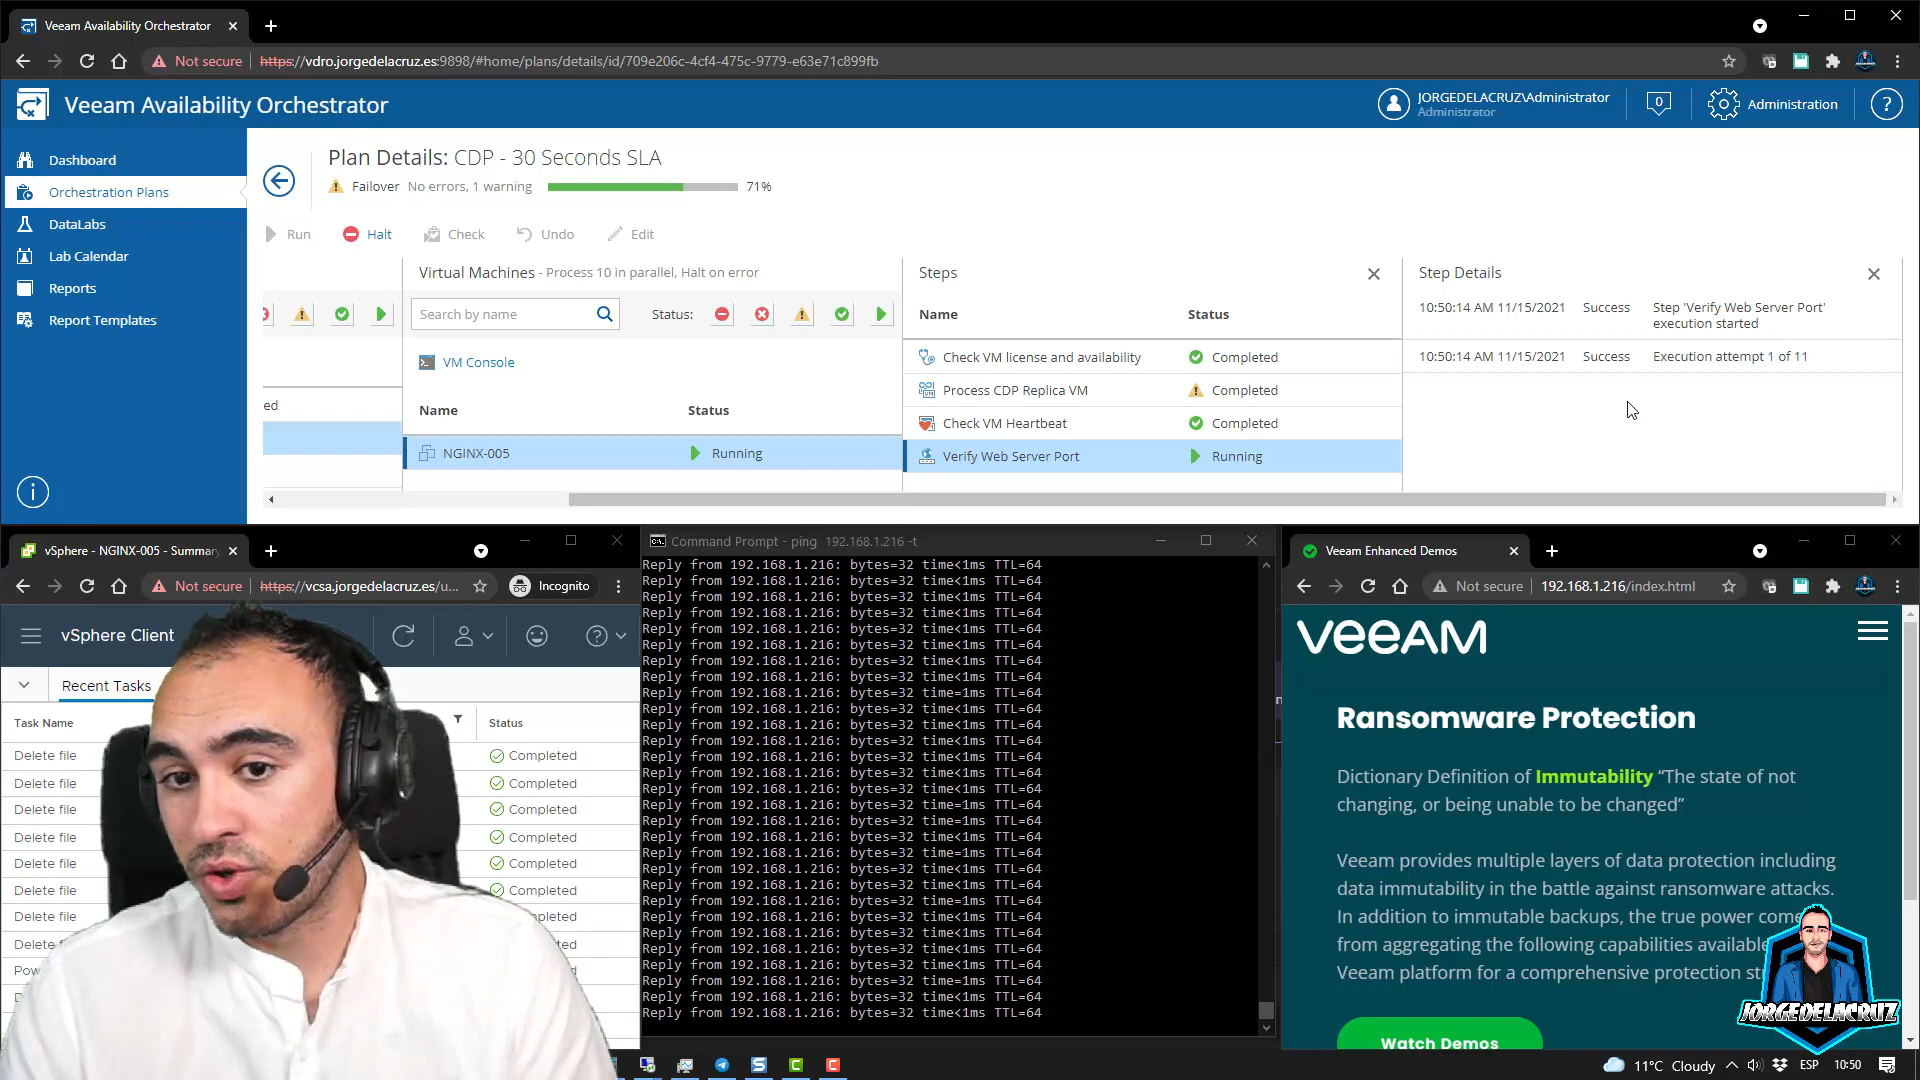 Veeam Availability Orchestrator
Not secure https://vdro.jorgedelacruz.es:9898/#home/plans/details/id/709e206c-4cf4-475c-9779-e63e71c899fb
Veeam Availability Orchestrator
JORGEDELACRUZ\Administrator
Administrator
0
Administration
?
Dashboard
Orchestration Plans
DataLabs
Lab Calendar
Reports
Report Templates
Plan Details: CDP - 30 Seconds SLA
Failover No errors, 1 warning 71%
Run Halt Check Undo Edit
ed
Virtual Machines - Process 10 in parallel, Halt on error
Search by name Status:
VM Console
Name Status
NGINX-005 Running
Steps
Name Status
Check VM license and availability Completed
Process CDP Replica VM Completed
Check VM Heartbeat Completed
Verify Web Server Port Running
Step Details
10:50:14 AM 11/15/2021 Success Step 'Verify Web Server Port'
execution started
10:50:14 AM 11/15/2021 Success Execution attempt 1 of 11
vSphere - NGINX-005 - Summar
Not secure https://vcsa.jorgedelacruz.es/u... Incognito
vSphere Client
Recent Tasks
Task Name Status
Delete file Completed
Delete file Completed
Delete file Completed
Delete file Completed
Delete file Completed
Delete file Completed
Delete file mpleted
Delete fi ted
Pow
Command Prompt - ping 192.168.1.216 -t
Reply from 192.168.1.216: bytes=32 time<1ms TTL=64
Reply from 192.168.1.216: bytes=32 time<1ms TTL=64
Reply from 192.168.1.216: bytes=32 time<1ms TTL=64
Reply from 192.168.1.216: bytes=32 time<1ms TTL=64
Reply from 192.168.1.216: bytes=32 time<1ms TTL=64
Reply from 192.168.1.216: bytes=32 time<1ms TTL=64
Reply from 192.168.1.216: bytes=32 time<1ms TTL=64
Reply from 192.168.1.216: bytes=32 time<1ms TTL=64
Reply from 192.168.1.216: bytes=32 time=1ms TTL=64
Reply from 192.168.1.216: bytes=32 time<1ms TTL=64
Reply from 192.168.1.216: bytes=32 time<1ms TTL=64
Reply from 192.168.1.216: bytes=32 time<1ms TTL=64
Reply from 192.168.1.216: bytes=32 time<1ms TTL=64
Reply from 192.168.1.216: bytes=32 time<1ms TTL=64
Reply from 192.168.1.216: bytes=32 time<1ms TTL=64
Reply from 192.168.1.216: bytes=32 time=1ms TTL=64
Reply from 192.168.1.216: bytes=32 time<1ms TTL=64
Reply from 192.168.1.216: bytes=32 time<1ms TTL=64
Reply from 192.168.1.216: bytes=32 time=1ms TTL=64
Reply from 192.168.1.216: bytes=32 time<1ms TTL=64
Reply from 192.168.1.216: bytes=32 time<1ms TTL=64
Reply from 192.168.1.216: bytes=32 time=1ms TTL=64
Reply from 192.168.1.216: bytes=32 time<1ms TTL=64
Reply from 192.168.1.216: bytes=32 time<1ms TTL=64
Reply from 192.168.1.216: bytes=32 time<1ms TTL=64
Reply from 192.168.1.216: bytes=32 time<1ms TTL=64
Reply from 192.168.1.216: bytes=32 time=1ms TTL=64
Reply from 192.168.1.216: bytes=32 time<1ms TTL=64
Reply from 192.168.1.216: bytes=32 time<1ms TTL=64
Veeam Enhanced Demos
Not secure 192.168.1.216/index.html
veeAM
Ransomware Protection
Dictionary Definition of Immutability “The state of not
changing, or being unable to be changed”
Veeam provides multiple layers of data protection including
data immutability in the battle against ransomware attacks.
In addition to immutable backups, the true power come
from aggregating the following capabilities availabl
Veeam platform for a comprehensive protection st
Watch Demos
JORGEDELACRUZ
11°C Cloudy ESP 10:50